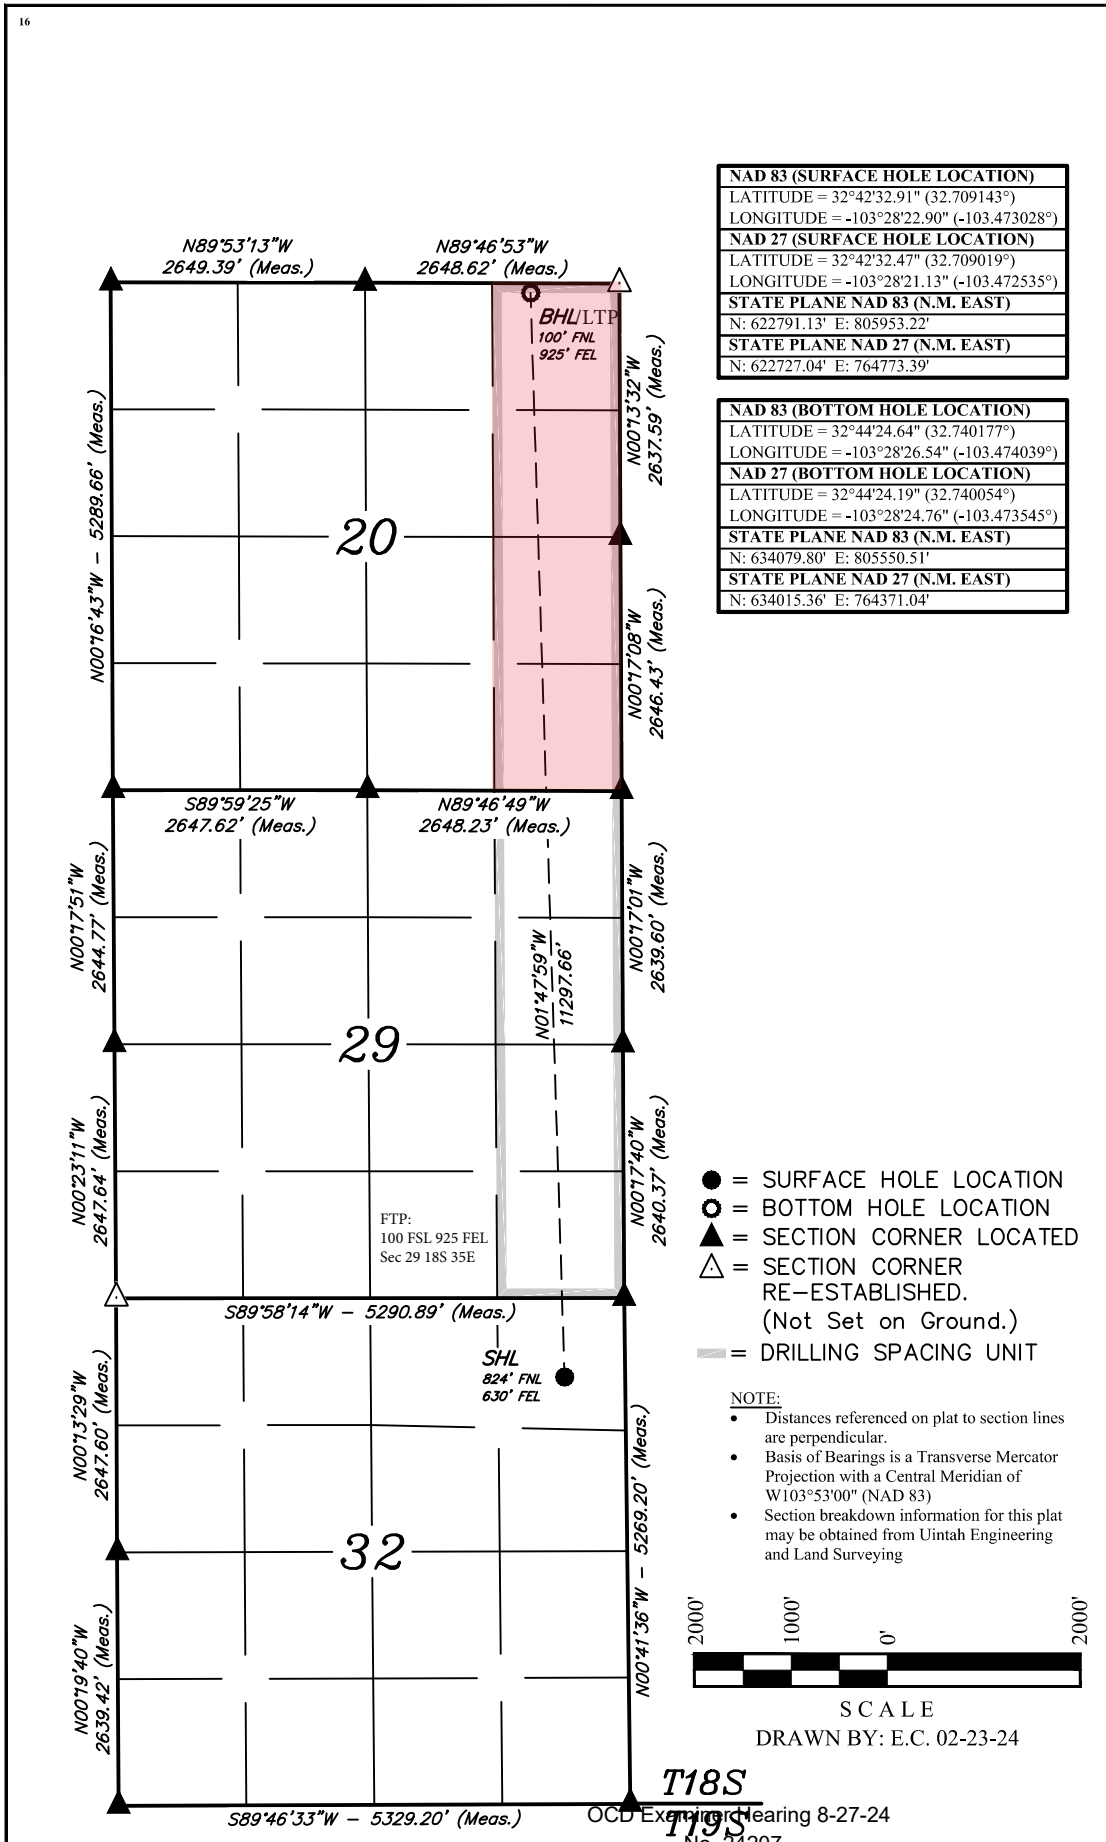 16
NAD 83 (SURFACE HOLE LOCATION)
LATITUDE = 32°42'32.91" (32.709143°)
LONGITUDE = -103°28'22.90" (-103.473028°)
NAD 27 (SURFACE HOLE LOCATION)
LATITUDE = 32°42'32.47" (32.709019°)
LONGITUDE = -103°28'21.13" (-103.472535°)
STATE PLANE NAD 83 (N.M. EAST)
N: 622791.13' E: 805953.22'
STATE PLANE NAD 27 (N.M. EAST)
N: 622727.04' E: 764773.39'
NAD 83 (BOTTOM HOLE LOCATION)
LATITUDE = 32°44'24.64" (32.740177°)
LONGITUDE = -103°28'26.54" (-103.474039°)
NAD 27 (BOTTOM HOLE LOCATION)
LATITUDE = 32°44'24.19" (32.740054°)
LONGITUDE = -103°28'24.76" (-103.473545°)
STATE PLANE NAD 83 (N.M. EAST)
N: 634079.80' E: 805550.51'
STATE PLANE NAD 27 (N.M. EAST)
N: 634015.36' E: 764371.04'
N89°53'13"W
2649.39' (Meas.)
N89°46'53"W
2648.62' (Meas.)
BHL/LTP
100' FNL
925' FEL
N00°13'32"W
2637.59' (Meas.)
N00°16'43"W – 5289.66' (Meas.)
20
N00°17'08"W
2646.43' (Meas.)
S89°59'25"W
2647.62' (Meas.)
N89°46'49"W
2648.23' (Meas.)
N00°17'51"W
2644.77' (Meas.)
N00°17'01"W
2639.60' (Meas.)
N01°47'59"W
11297.66'
29
N00°23'11"W
2647.64' (Meas.)
N00°17'40"W
2640.37' (Meas.)
FTP:
100 FSL 925 FEL
Sec 29 18S 35E
S89°58'14"W – 5290.89' (Meas.)
SHL
824' FNL
630' FEL
N00°13'29"W
2647.60' (Meas.)
N00°41'36"W – 5269.20' (Meas.)
32
N00°19'40"W
2639.42' (Meas.)
S89°46'33"W – 5329.20' (Meas.)
= SURFACE HOLE LOCATION
= BOTTOM HOLE LOCATION
= SECTION CORNER LOCATED
= SECTION CORNER
RE–ESTABLISHED.
(Not Set on Ground.)
= DRILLING SPACING UNIT
NOTE:
• Distances referenced on plat to section lines
are perpendicular.
• Basis of Bearings is a Transverse Mercator
Projection with a Central Meridian of
W103°53'00" (NAD 83)
• Section breakdown information for this plat
may be obtained from Uintah Engineering
and Land Surveying
2000' 1000' 0' 2000'
SCALE
DRAWN BY: E.C. 02-23-24
T18S
OCD Examiner Hearing 8-27-24
T19S
No. 24207